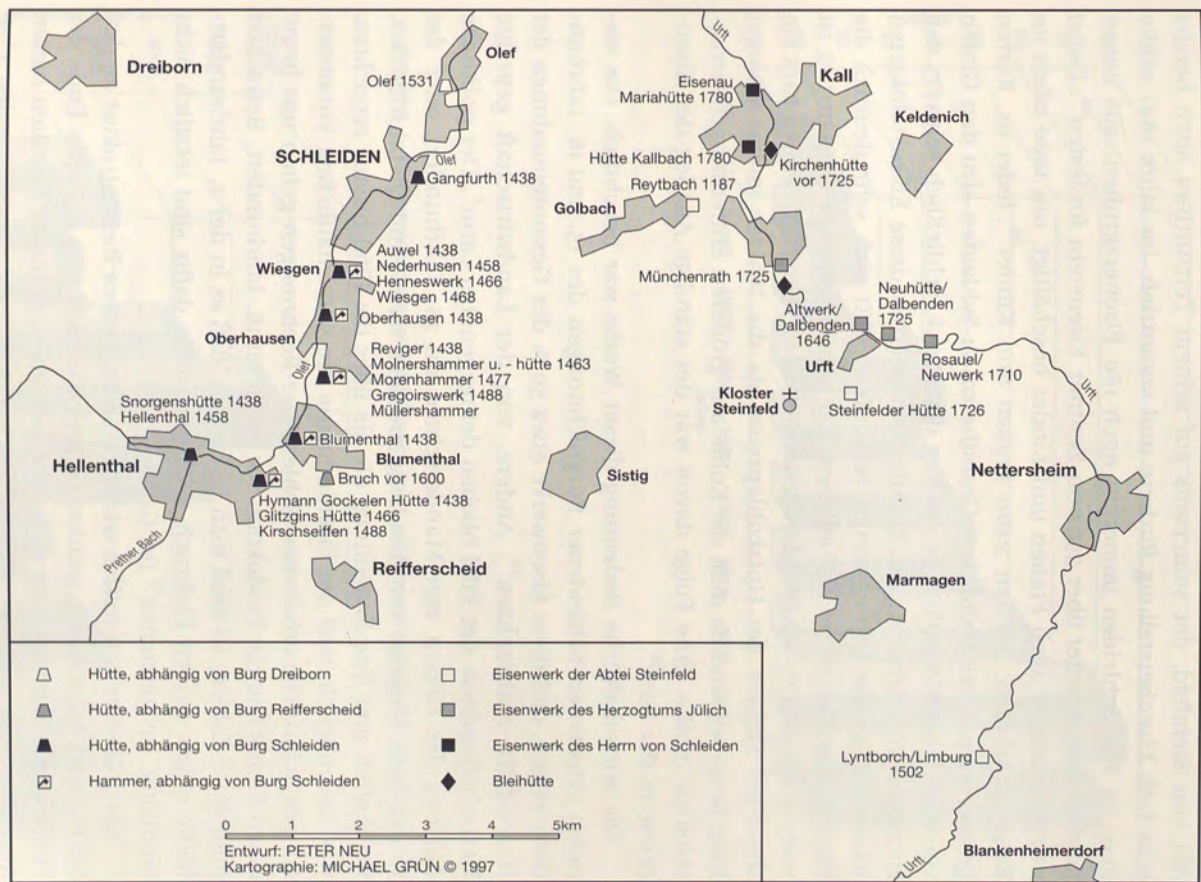 Dreiborn
Olef
Olef 1531
Olef
SCHLEIDEN
Gangfurth 1438
Wiesgen
Auwel 1438
Nederhusen 1458
Henneswerk 1466
Wiesgen 1468
Oberhausen 1438
Oberhausen
Olef
Reviger 1438
Molnershammer u. - hütte 1463
Morenhammer 1477
Gregoirswerk 1488
Müllershammer
Snorgenshütte 1438
Hellenthal 1458
Blumenthal 1438
Blumenthal
Hellenthal
Bruch vor 1600
Hymann Gockelen Hütte 1438
Glitzgins Hütte 1466
Kirschseiffen 1488
Prether Bach
Reifferscheid
Urft
Eisenau
Mariahütte 1780
Kall
Keldenich
Hütte Kallbach 1780
Kirchenhütte
vor 1725
Reytbach 1187
Golbach
Münchenrath 1725
Altwerk/
Dalbenden
1646
Neuhütte/
Dalbenden
1725
Urft
Rosauel/
Neuwerk 1710
Urft
Kloster
Steinfeld
Steinfelder Hütte 1726
Nettersheim
Sistig
Marmagen
Lyntborch/Limburg
1502
Blankenheimerdorf
Urft
Hütte, abhängig von Burg Dreiborn
Hütte, abhängig von Burg Reifferscheid
Hütte, abhängig von Burg Schleiden
Hammer, abhängig von Burg Schleiden
Eisenwerk der Abtei Steinfeld
Eisenwerk des Herzogtums Jülich
Eisenwerk des Herrn von Schleiden
Bleihütte
0 1 2 3 4 5km
Entwurf: PETER NEU
Kartographie: MICHAEL GRÜN © 1997